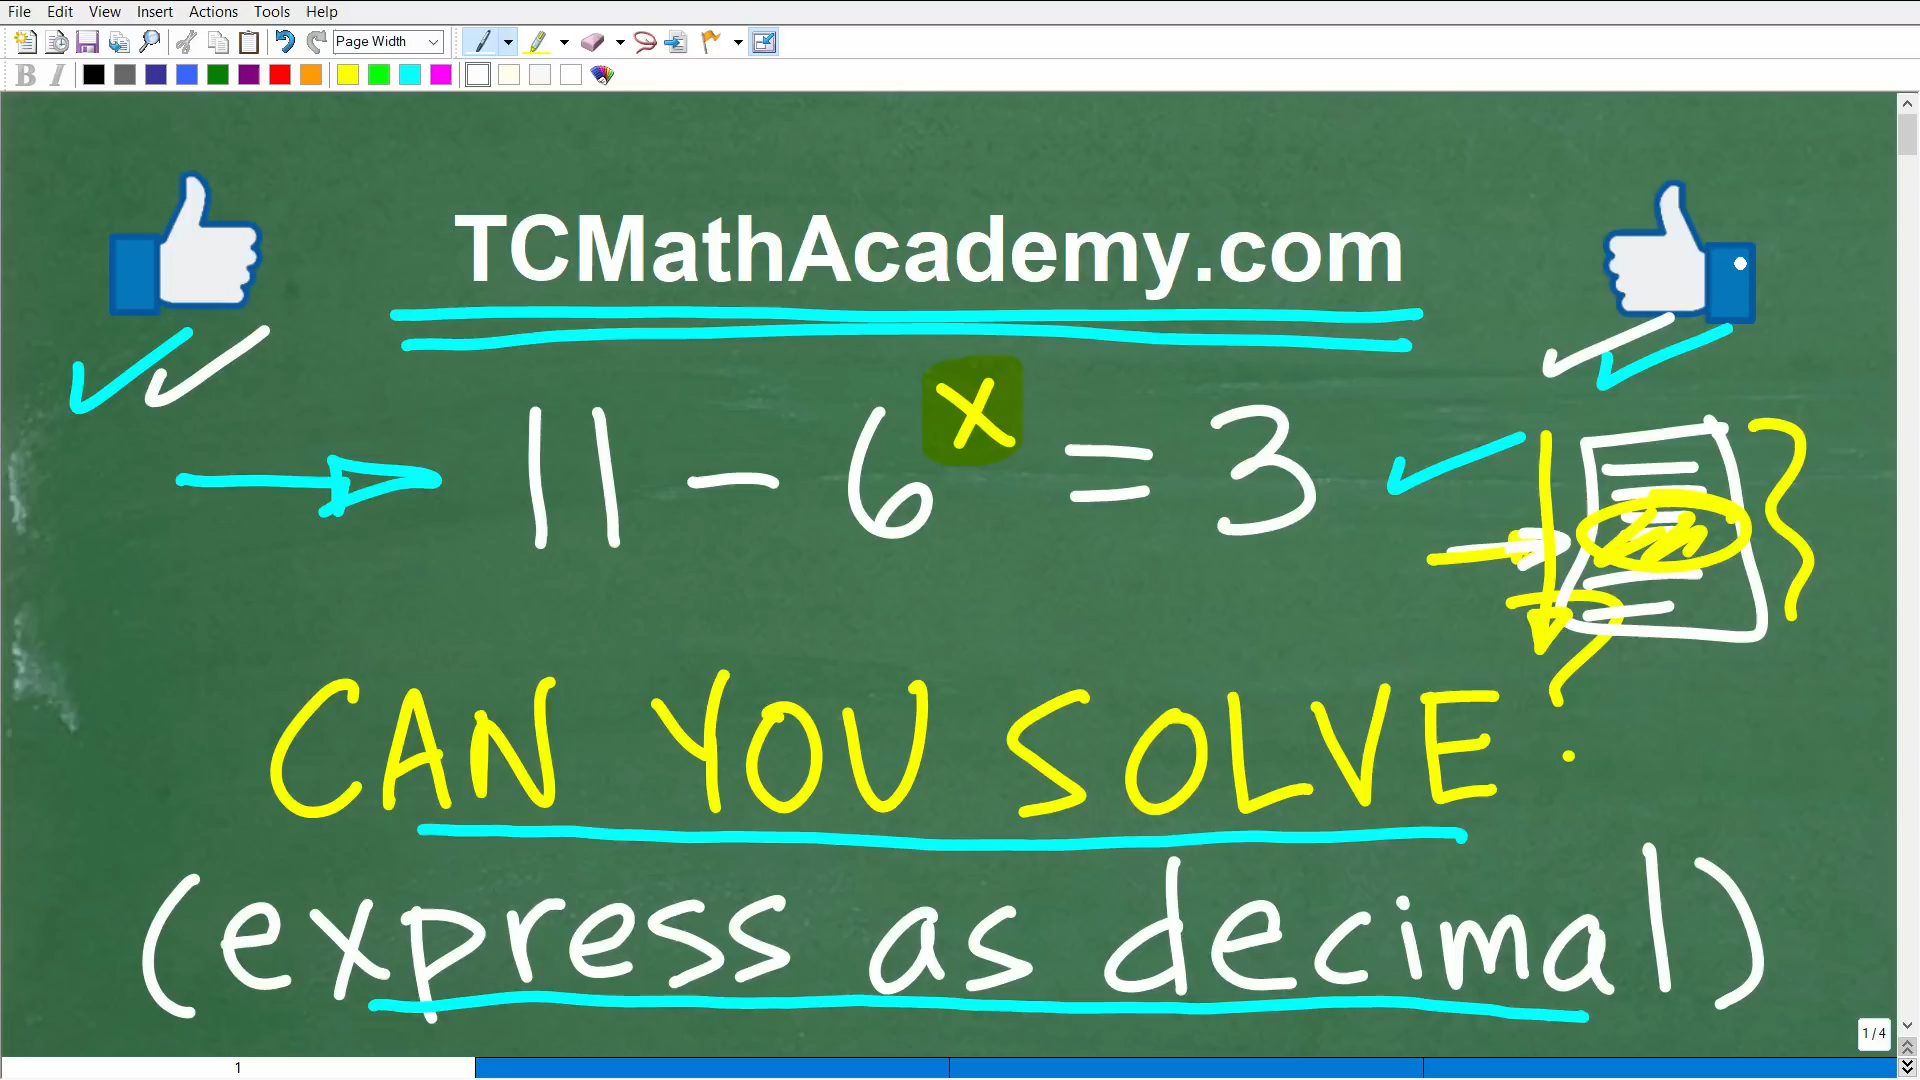 File Edit View Insert Actions Tools Help
Page Width
B I
TCMathAcademy.com
11 - 6^x = 3
CAN YOU SOLVE?
(express as decimal)
1 / 4
1